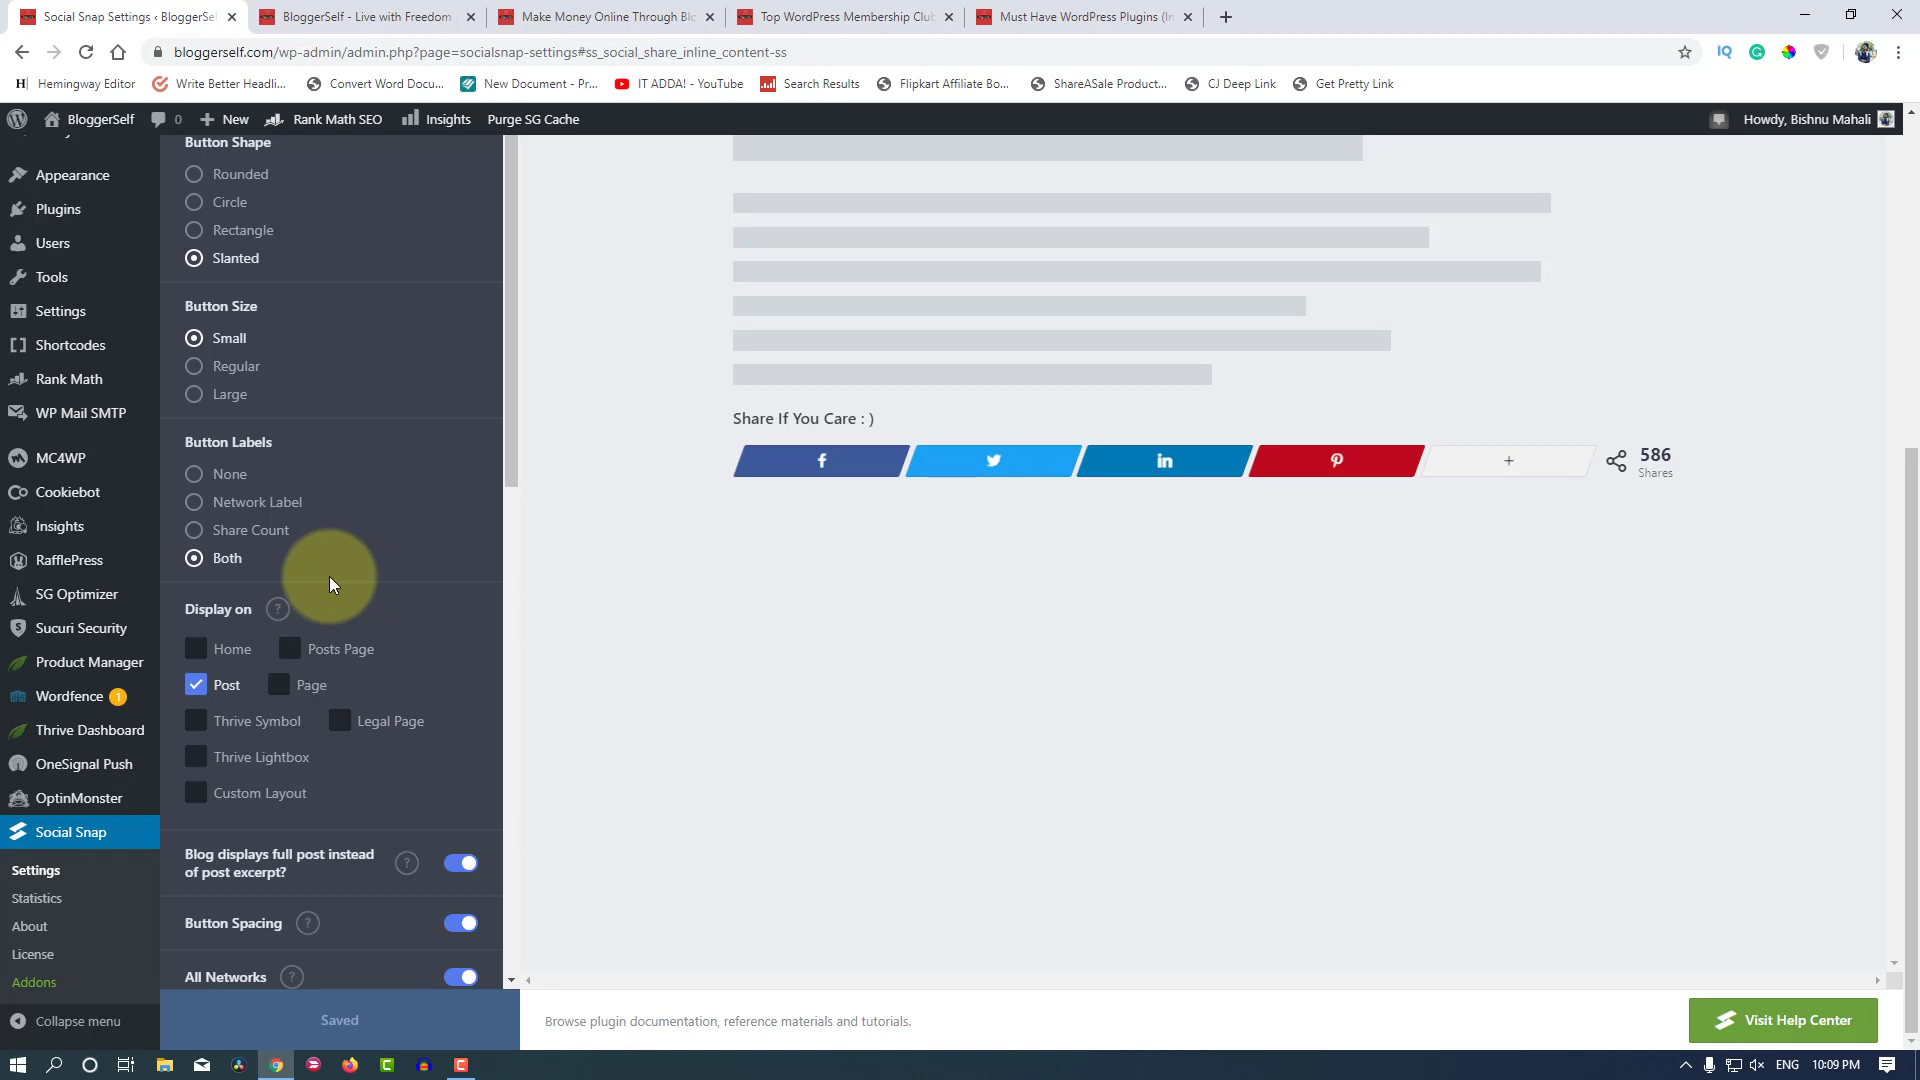 Social Snap Settings ‹ BloggerSel
BloggerSelf - Live with Freedom
Make Money Online Through Blo
Top WordPress Membership Club
Must Have WordPress Plugins (In
bloggerself.com/wp-admin/admin.php?page=socialsnap-settings#ss_social_share_inline_content-ss
Hemingway Editor
Write Better Headli...
Convert Word Docu...
New Document - Pr...
IT ADDA! - YouTube
Search Results
Flipkart Affiliate Bo...
ShareASale Product...
CJ Deep Link
Get Pretty Link
BloggerSelf
0
New
Rank Math SEO
Insights
Purge SG Cache
Howdy, Bishnu Mahali
Appearance
Plugins
Users
Tools
Settings
Shortcodes
Rank Math
WP Mail SMTP
MC4WP
Cookiebot
Insights
RafflePress
SG Optimizer
Sucuri Security
Product Manager
Wordfence 1
Thrive Dashboard
OneSignal Push
OptinMonster
Social Snap
Settings
Statistics
About
License
Addons
Collapse menu
Button Shape
Rounded
Circle
Rectangle
Slanted
Button Size
Small
Regular
Large
Button Labels
None
Network Label
Share Count
Both
Display on ?
Home
Posts Page
Post
Page
Thrive Symbol
Legal Page
Thrive Lightbox
Custom Layout
Blog displays full post instead
of post excerpt? ?
Button Spacing ?
All Networks ?
Saved
Share If You Care : )
586
Shares
Browse plugin documentation, reference materials and tutorials.
Visit Help Center
ENG
10:09 PM